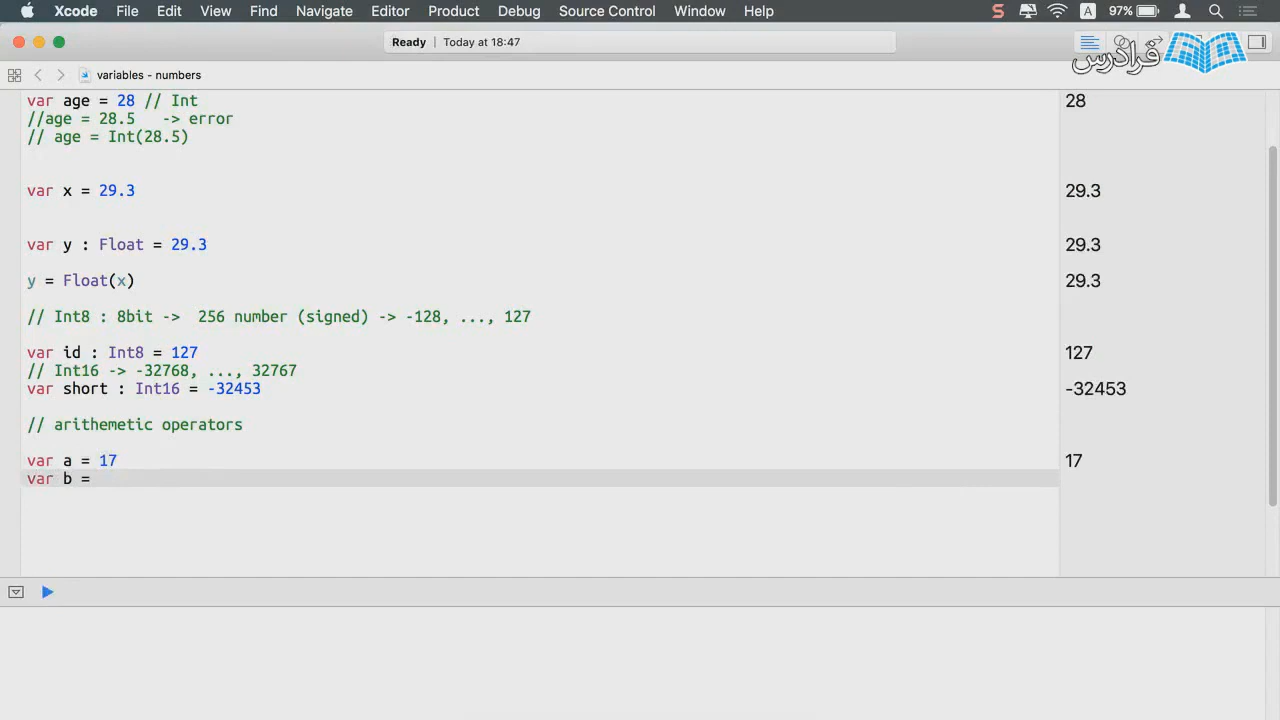 Xcode File Edit View Find Navigate Editor Product Debug Source Control Window Help S A 97%
Ready | Today at 18:47
فرادرس
variables - numbers
var age = 28 // Int 28
//age = 28.5   -> error
// age = Int(28.5)
var x = 29.3 29.3
var y : Float = 29.3 29.3
y = Float(x) 29.3
// Int8 : 8bit ->  256 number (signed) -> -128, ..., 127
var id : Int8 = 127 127
// Int16 -> -32768, ..., 32767
var short : Int16 = -32453 -32453
// arithemetic operators
var a = 17 17
var b =